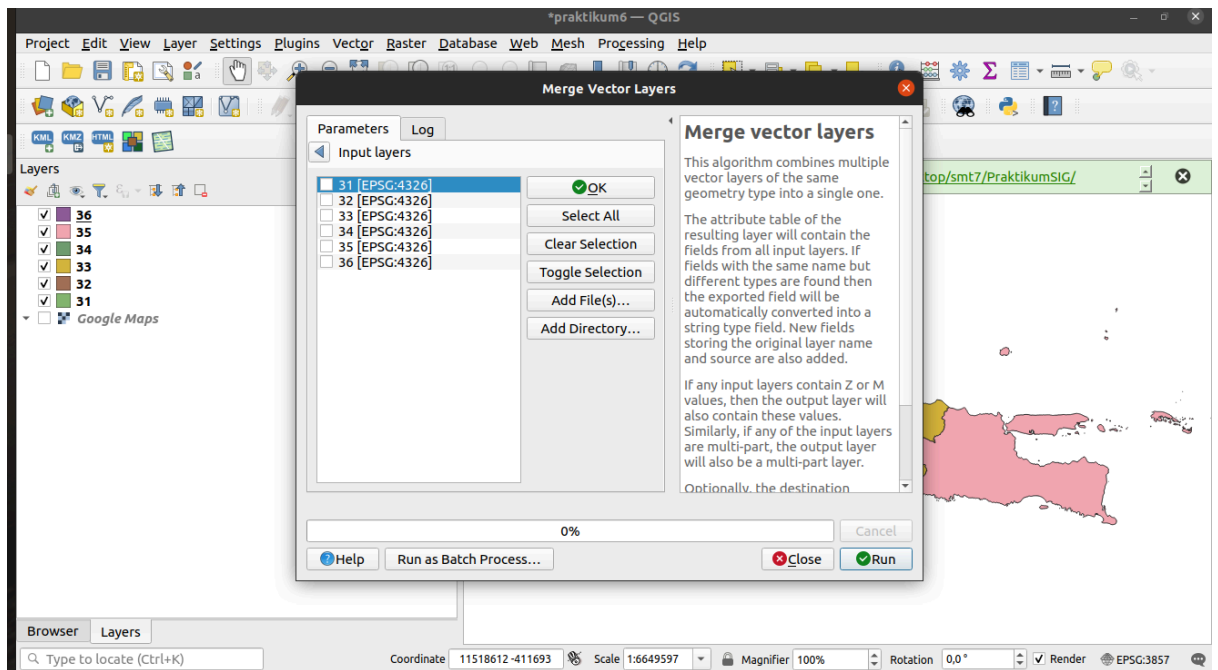 *praktikum6 — QGIS
Project Edit View Layer Settings Plugins Vector Raster Database Web Mesh Processing Help
KML KMZ HTML
Layers
36
35
34
33
32
31
Google Maps
Merge Vector Layers
Parameters Log
Input layers
31 [EPSG:4326]
32 [EPSG:4326]
33 [EPSG:4326]
34 [EPSG:4326]
35 [EPSG:4326]
36 [EPSG:4326]
OK
Select All
Clear Selection
Toggle Selection
Add File(s)...
Add Directory...
Merge vector layers
This algorithm combines multiple
vector layers of the same
geometry type into a single one.
The attribute table of the
resulting layer will contain the
fields from all input layers. If
fields with the same name but
different types are found then
the exported field will be
automatically converted into a
string type field. New fields
storing the original layer name
and source are also added.
If any input layers contain Z or M
values, then the output layer will
also contain these values.
Similarly, if any of the input layers
are multi-part, the output layer
will also be a multi-part layer.
Optionally, the destination
0%
Cancel
Help Run as Batch Process... Close Run
top/smt7/PraktikumSIG/
Browser Layers
Type to locate (Ctrl+K) Coordinate 11518612 -411693 Scale 1:6649597 Magnifier 100% Rotation 0,0° Render EPSG:3857